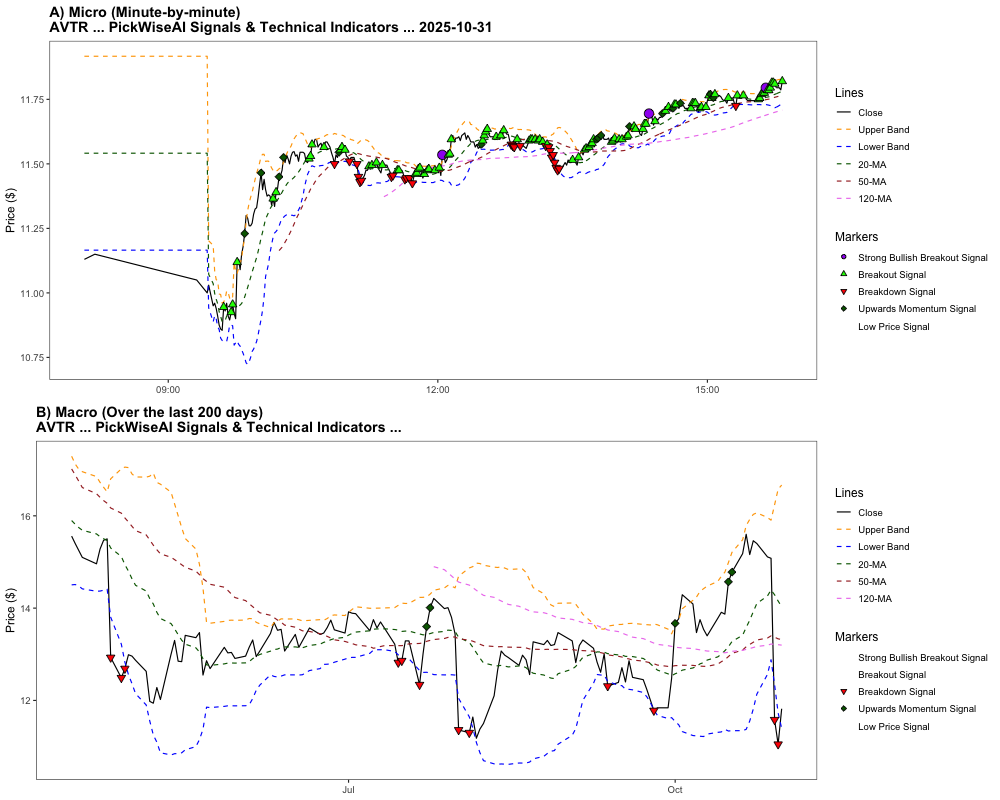 A) Micro (Minute-by-minute)
AVTR ... PickWiseAI Signals & Technical Indicators ... 2025-10-31
Price ($)
11.75
11.50
11.25
11.00
10.75
09:00
12:00
15:00
Lines
Close
Upper Band
Lower Band
20-MA
50-MA
120-MA
Markers
Strong Bullish Breakout Signal
Breakout Signal
Breakdown Signal
Upwards Momentum Signal
Low Price Signal
B) Macro (Over the last 200 days)
AVTR ... PickWiseAI Signals & Technical Indicators ...
Price ($)
16
14
12
Jul
Oct
Lines
Close
Upper Band
Lower Band
20-MA
50-MA
120-MA
Markers
Strong Bullish Breakout Signal
Breakout Signal
Breakdown Signal
Upwards Momentum Signal
Low Price Signal